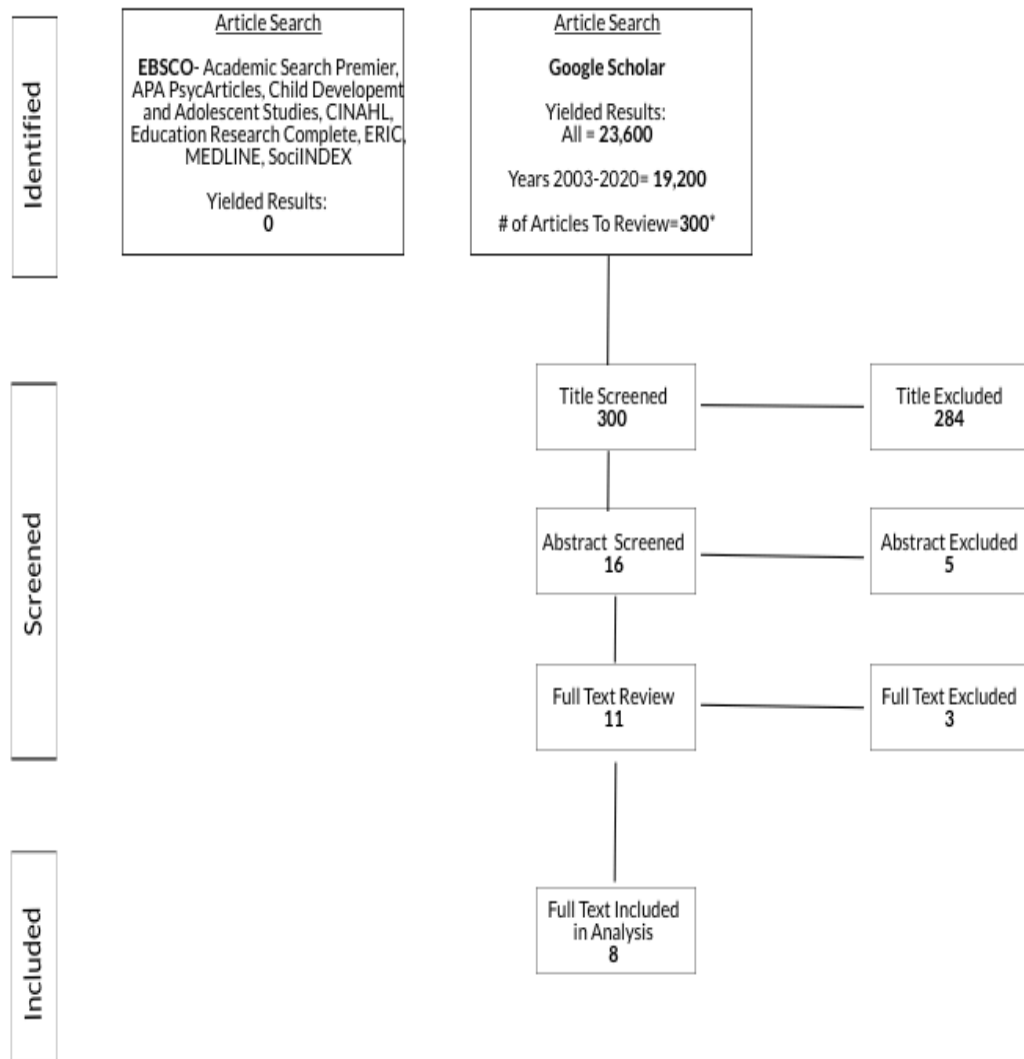 Identified
Article Search
EBSCO- Academic Search Premier,
APA PsycArticles, Child Developemt
and Adolescent Studies, CINAHL,
Education Research Complete, ERIC,
MEDLINE, SociINDEX
Yielded Results:
0
Article Search
Google Scholar
Yielded Results:
All = 23,600
Years 2003-2020= 19,200
# of Articles To Review=300*
Screened
Title Screened
300
Title Excluded
284
Abstract Screened
16
Abstract Excluded
5
Full Text Review
11
Full Text Excluded
3
Included
Full Text Included
in Analysis
8